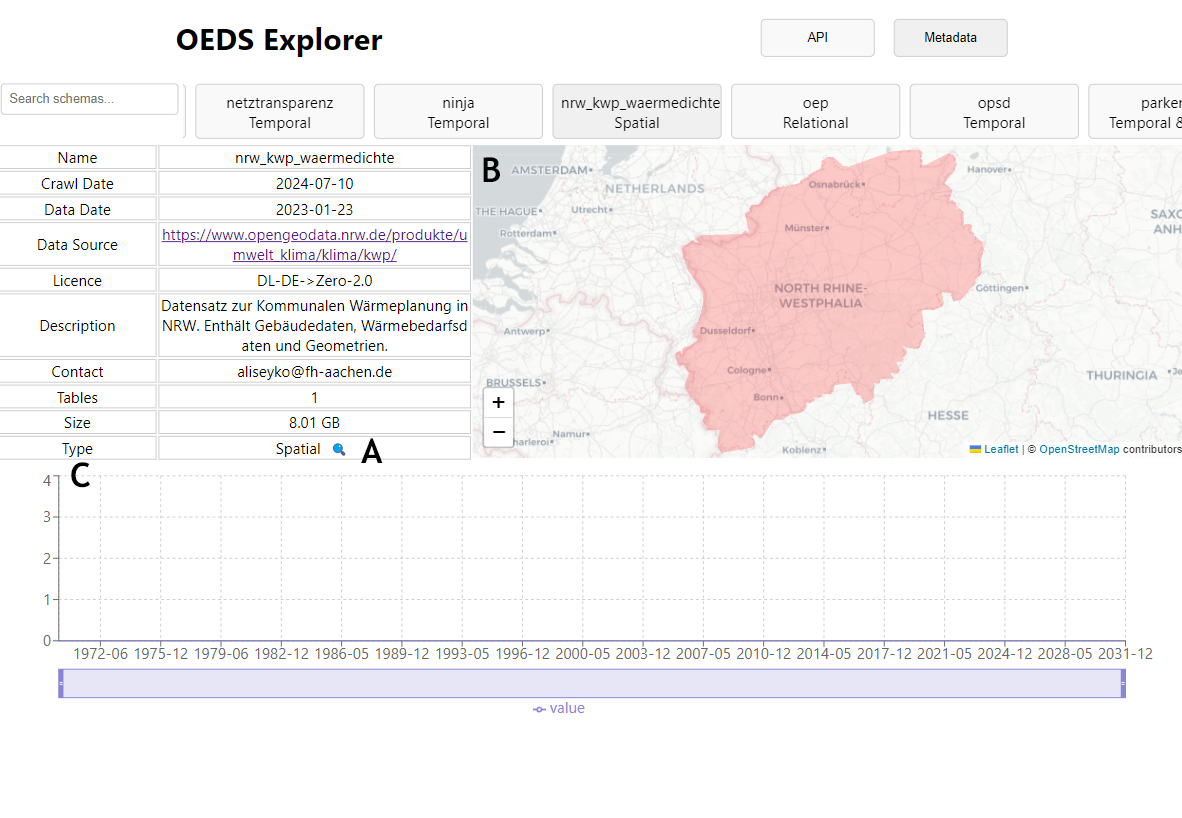 OEDS Explorer
API
Metadata
Search schemas...
netztransparenz
Temporal
ninja
Temporal
nrw_kwp_waermedichte
Spatial
oep
Relational
opsd
Temporal
parker
Temporal &
Name
nrw_kwp_waermedichte
Crawl Date
2024-07-10
Data Date
2023-01-23
Data Source
https://www.opengeodata.nrw.de/produkte/u
mwelt_klima/klima/kwp/
Licence
DL-DE->Zero-2.0
Description
Datensatz zur Kommunalen Wärmeplanung in
NRW. Enthält Gebäudedaten, Wärmebedarfsd
aten und Geometrien.
Contact
aliseyko@fh-aachen.de
Tables
1
Size
8.01 GB
Type
Spatial
A
B
AMSTERDAM
NETHERLANDS
THE HAGUE
Utrecht
Rotterdam
Osnabrück
Hanover
SAXO
ANH
Münster
NORTH RHINE-
WESTPHALIA
Göttingen
Antwerp
Dusseldorf
Cologne
BRUSSELS
THURINGIA
Je
Bonn
HESSE
Namur
harleroi
Koblenz
+
−
Leaflet | © OpenStreetMap contributors
C
4
3
2
1
0
1972-06 1975-12 1979-06 1982-12 1986-05 1989-12 1993-05 1996-12 2000-05 2003-12 2007-05 2010-12 2014-05 2017-12 2021-05 2024-12 2028-05 2031-12
value